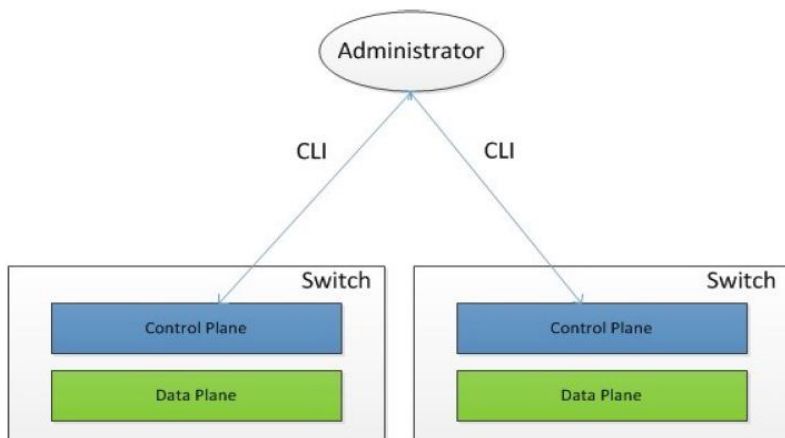 Administrator
CLI
CLI
Switch
Switch
Control Plane
Control Plane
Data Plane
Data Plane